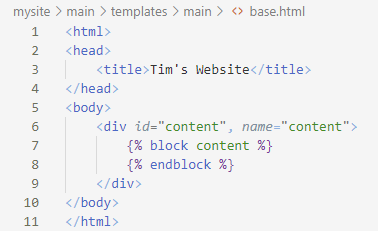 mysite > main > templates > main > <> base.html
1 <html>
2 <head>
3     <title>Tim's Website</title>
4 </head>
5 <body>
6     <div id="content", name="content">
7         {% block content %}
8         {% endblock %}
9     </div>
10 </body>
11 </html>